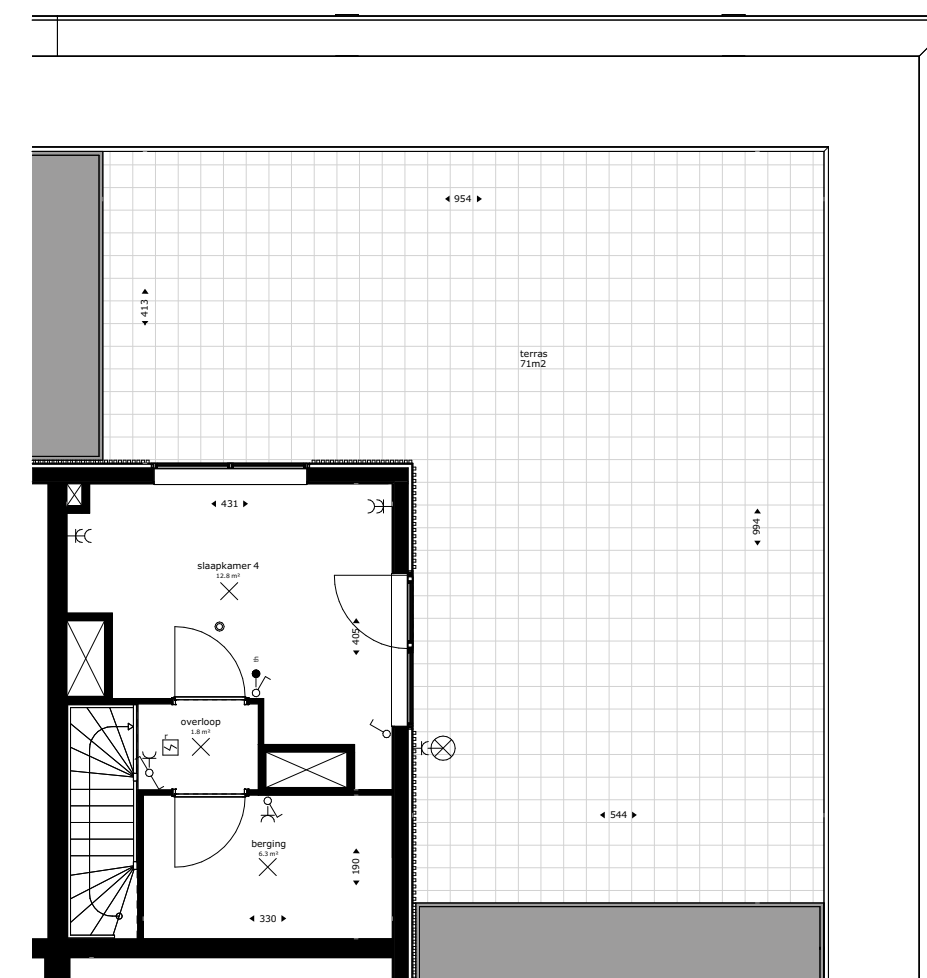 954
413
terras
71m2
431
994
slaapkamer 4
12.8 m²
405
overloop
1.8 m²
r
544
berging
6.3 m²
190
330